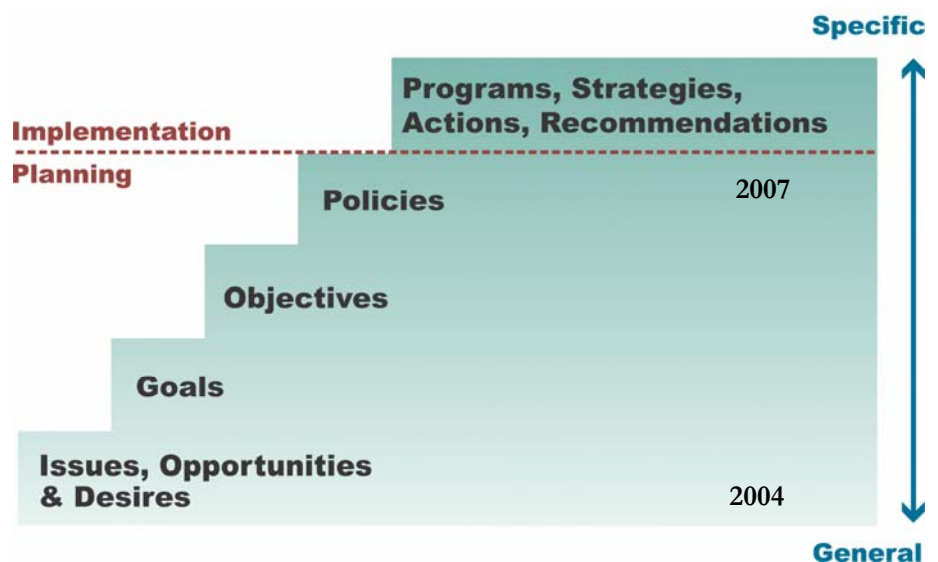 Specific
Programs, Strategies,
Actions, Recommendations
Implementation
Planning
Policies
2007
Objectives
Goals
Issues, Opportunities
& Desires
2004
General